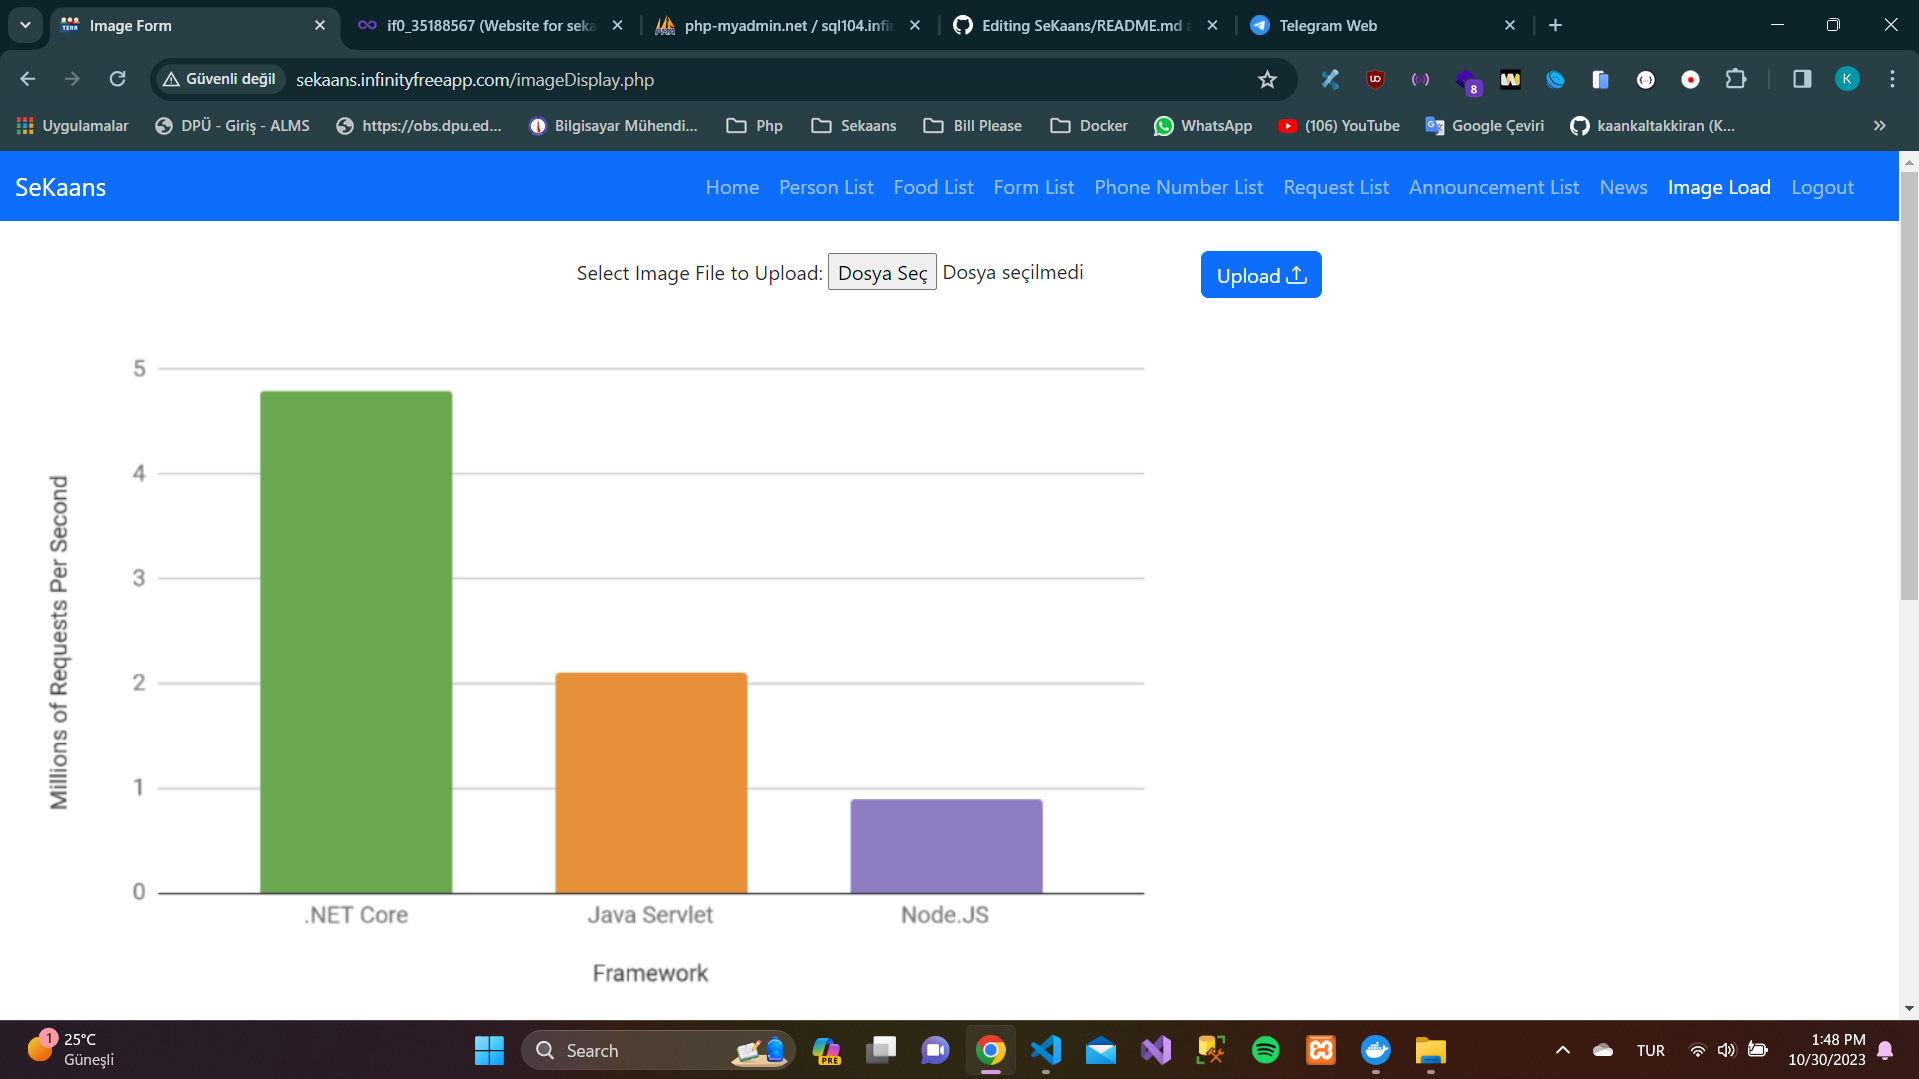 Image Form
if0_35188567 (Website for seka
php-myadmin.net / sql104.infi
Editing SeKaans/README.md a
Telegram Web
Güvenli değil
sekaans.infinityfreeapp.com/imageDisplay.php
8
K
Uygulamalar
DPÜ - Giriş - ALMS
https://obs.dpu.ed...
Bilgisayar Mühendi...
Php
Sekaans
Bill Please
Docker
WhatsApp
(106) YouTube
Google Çeviri
kaankaltakkiran (K...
SeKaans
Home
Person List
Food List
Form List
Phone Number List
Request List
Announcement List
News
Image Load
Logout
Select Image File to Upload:
Dosya Seç
Dosya seçilmedi
Upload
5
4
3
2
1
0
Millions of Requests Per Second
.NET Core
Java Servlet
Node.JS
Framework
1
25°C
Güneşli
Search
PRE
TUR
1:48 PM
10/30/2023